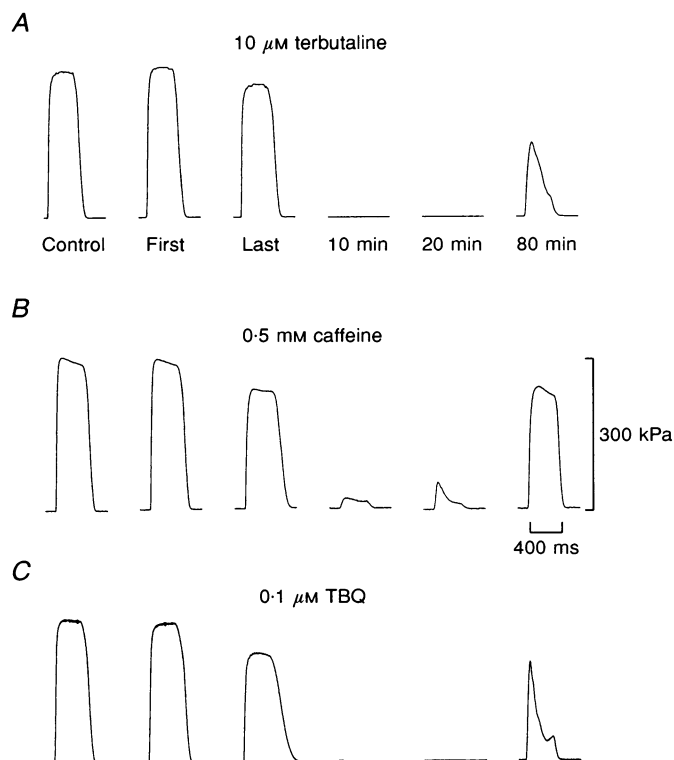 A
10 μM terbutaline
Control First Last 10 min 20 min 80 min
B
0·5 mM caffeine
300 kPa
400 ms
C
0·1 μM TBQ